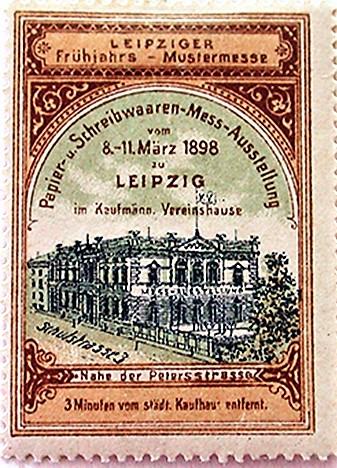 LEIPZIGER
Frühjahrs - Mustermesse
Papier- u. Schreibwaaren-Mess-Ausstellung
vom
8.-11. März 1898
zu
LEIPZIG
im Kaufmänn. Vereinshause
Schulstrasse 3
Nahe der Petersstrasse
3 Minuten vom städt. Kaufhaus entfernt.